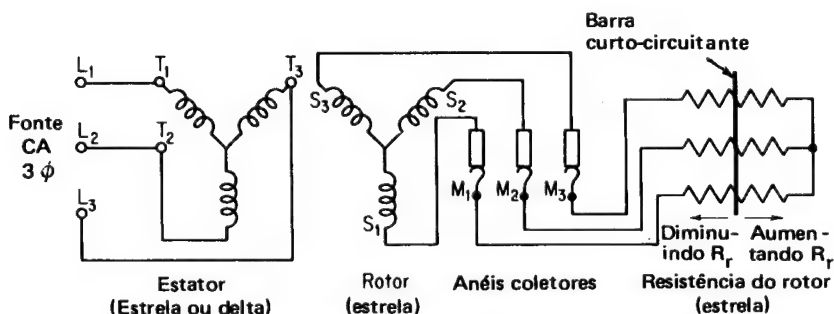 Barra
curto-circuitante
L1
T1
T3
S3
S2
Fonte
CA
3 ϕ
L2
T2
L3
S1
M1
M2
M3
Diminu-
indo Rr
Aumen-
tando Rr
Estator
(Estrela ou delta)
Rotor
(estrela)
Anéis coletores
Resistência do rotor
(estrela)